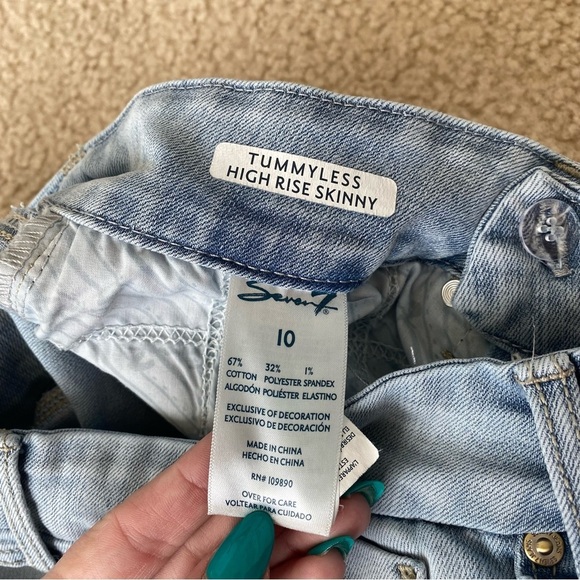 TUMMYLESS
HIGH RISE SKINNY
Seven7®
10
67% 32% 1%
COTTON POLYESTER SPANDEX
ALGODÓN POLIÉSTER ELASTINO
EXCLUSIVE OF DECORATION
EXCLUSIVO DE DECORACIÓN
MADE IN CHINA
HECHO EN CHINA
RN# 109890
OVER FOR CARE
VOLTEAR PARA CUIDADO